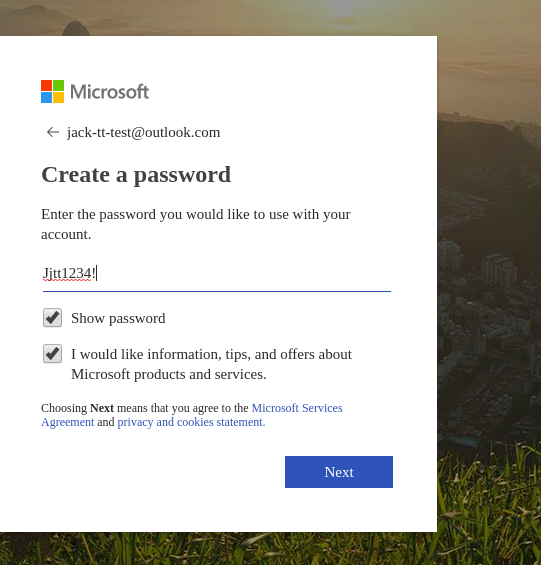 Microsoft
jack-tt-test@outlook.com
Create a password
Enter the password you would like to use with your
account.
Jjtt1234!
Show password
I would like information, tips, and offers about
Microsoft products and services.
Choosing Next means that you agree to the Microsoft Services
Agreement and privacy and cookies statement.
Next